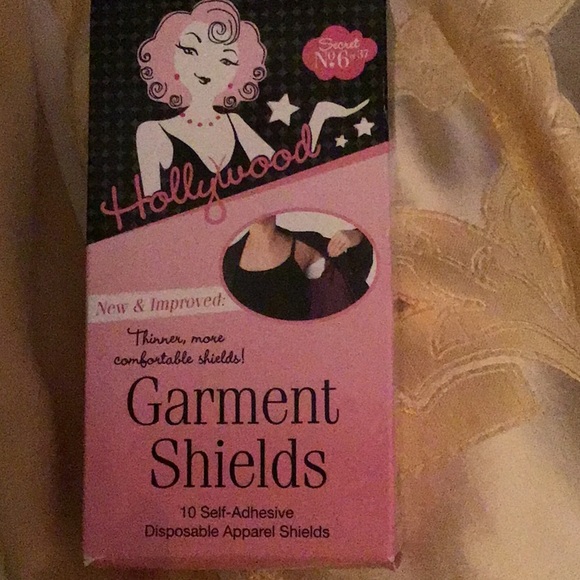 Secret
Nº6 of 37
Hollywood
New & Improved:
Thinner, more
comfortable shields!
Garment
Shields
10 Self-Adhesive
Disposable Apparel Shields